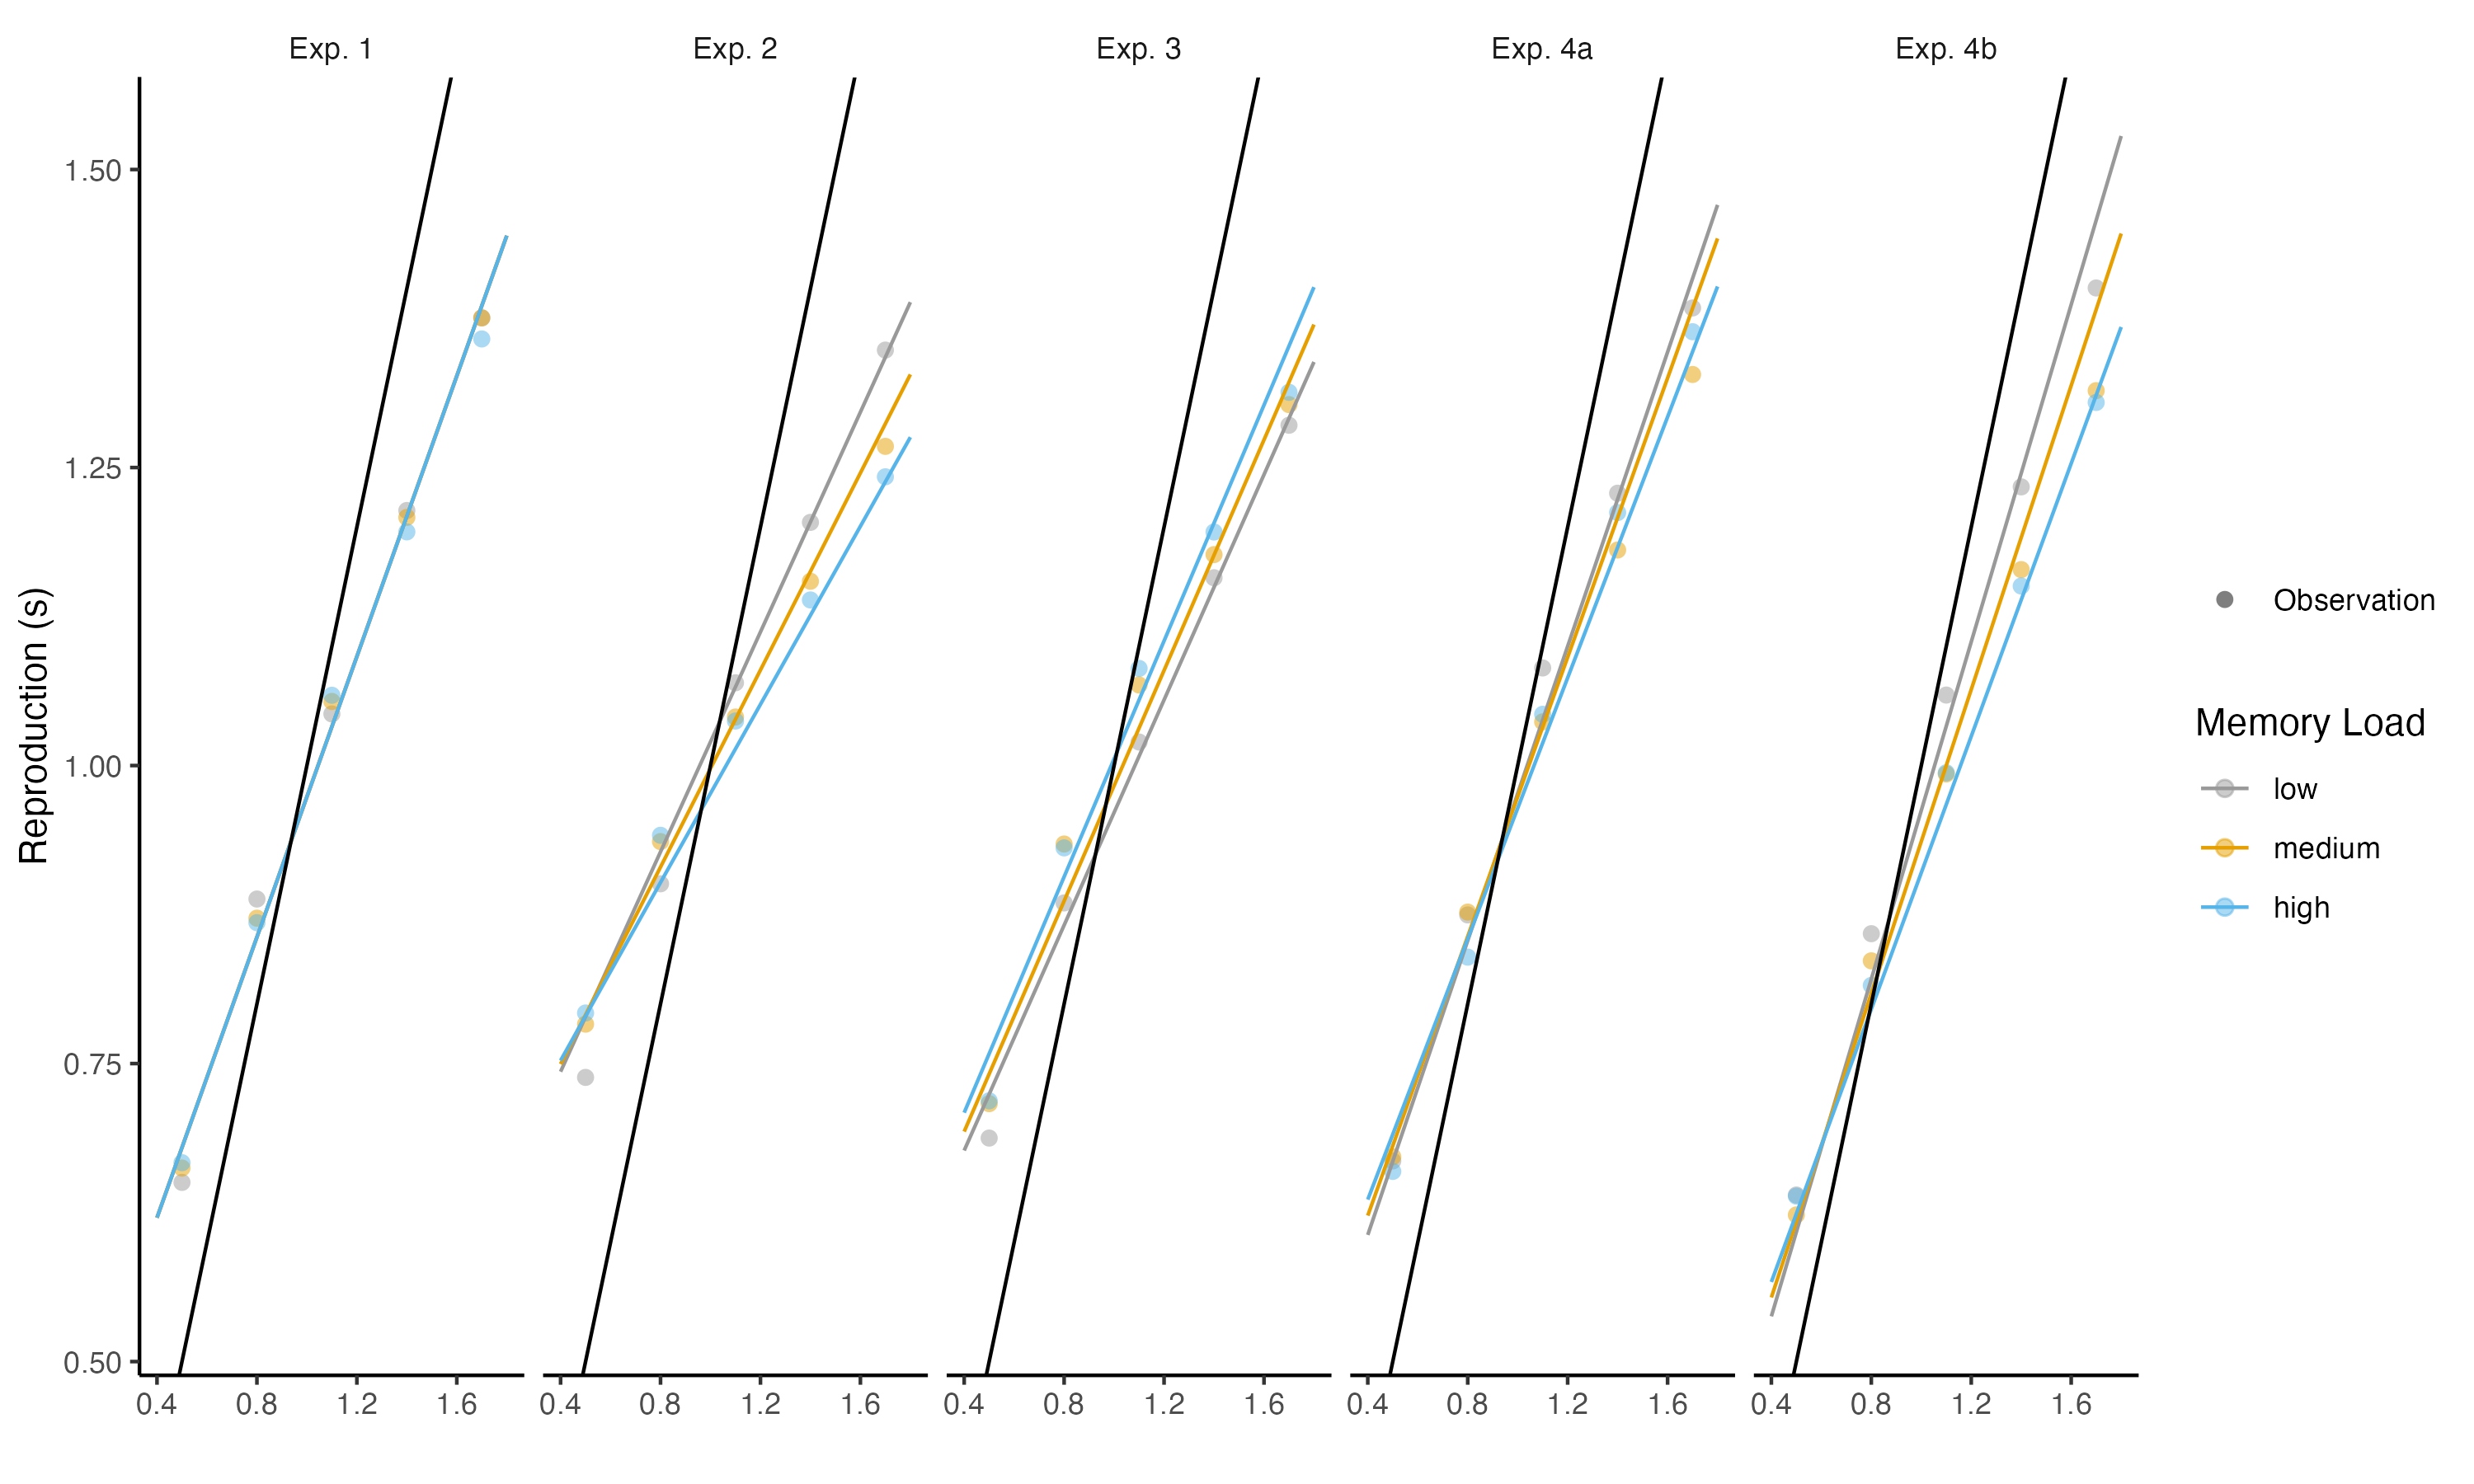 Exp. 1 Exp. 2 Exp. 3 Exp. 4a Exp. 4b
1.50
1.25
1.00
0.75
0.50
Reproduction (s)
0.4 0.8 1.2 1.6 0.4 0.8 1.2 1.6 0.4 0.8 1.2 1.6 0.4 0.8 1.2 1.6 0.4 0.8 1.2 1.6
Observation
Memory Load
low
medium
high